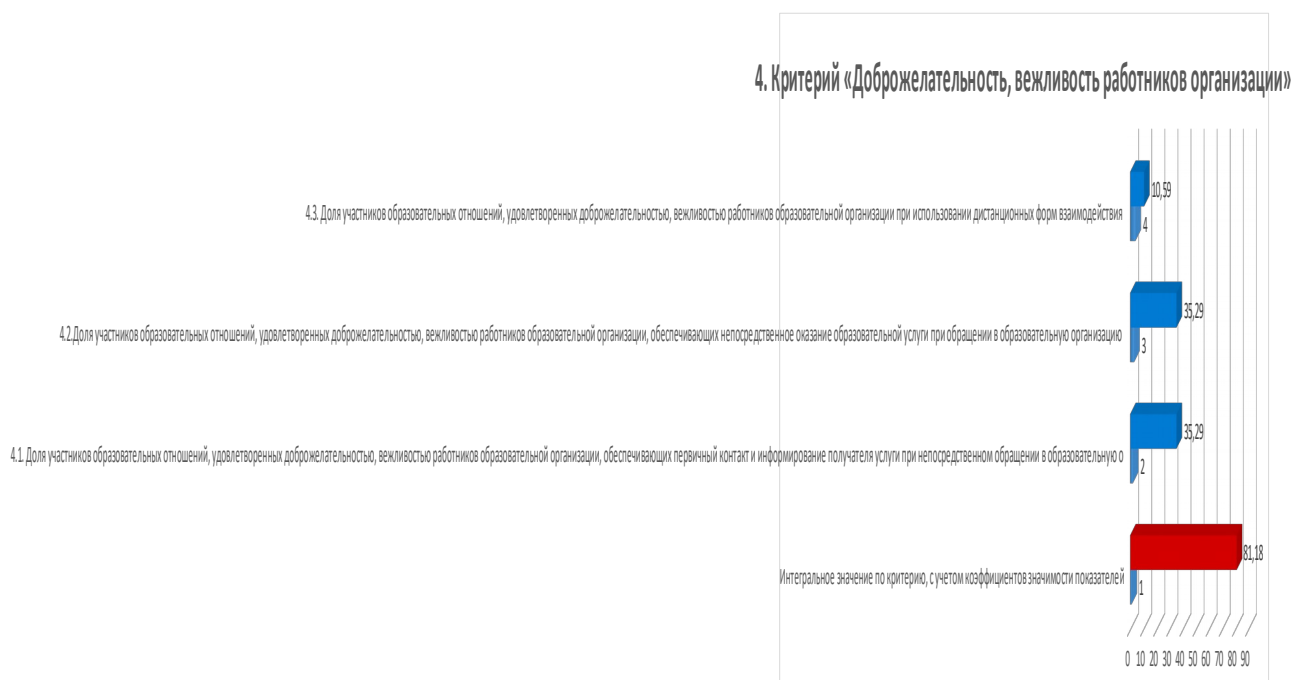 4. Критерий «Доброжелательность, вежливость работников организации»
10,59
4.3. Доля участников образовательных отношений, удовлетворенных доброжелательностью, вежливостью работников образовательной организации при использовании дистанционных форм взаимодействия
4
35,29
4.2.Доля участников образовательных отношений, удовлетворенных доброжелательностью, вежливостью работников образовательной организации, обеспечивающих непосредственное оказание образовательной услуги при обращении в образовательную организацию
3
35,29
4.1. Доля участников образовательных отношений, удовлетворенных доброжелательностью, вежливостью работников образовательной организации, обеспечивающих первичный контакт и информирование получателя услуги при непосредственном обращении в образовательную о
2
81,18
Интегральное значение по критерию, с учетом коэффициентов значимости показателей
1
0 10 20 30 40 50 60 70 80 90